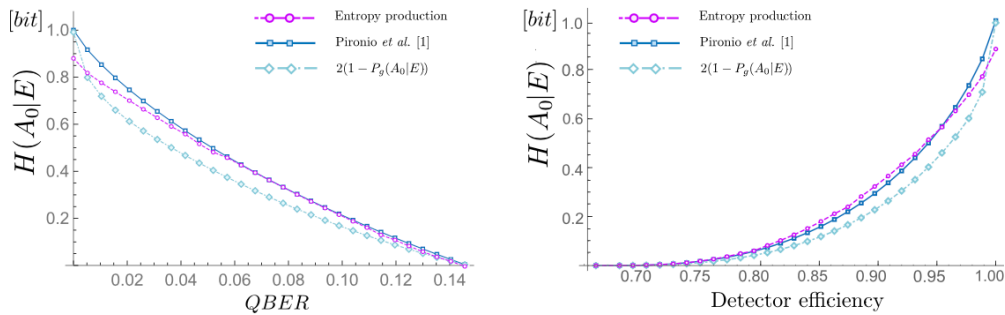 [bit]
H(A₀|E)
1.0
0.8
0.6
0.4
0.2
0.02
0.04
0.06
0.08
0.10
0.12
0.14
QBER
Entropy production
Pironio et al. [1]
2(1 − P_g(A₀|E))
[bit]
H(A₀|E)
1.0
0.8
0.6
0.4
0.2
0.70
0.75
0.80
0.85
0.90
0.95
1.00
Detector efficiency
Entropy production
Pironio et al. [1]
2(1 − P_g(A₀|E))